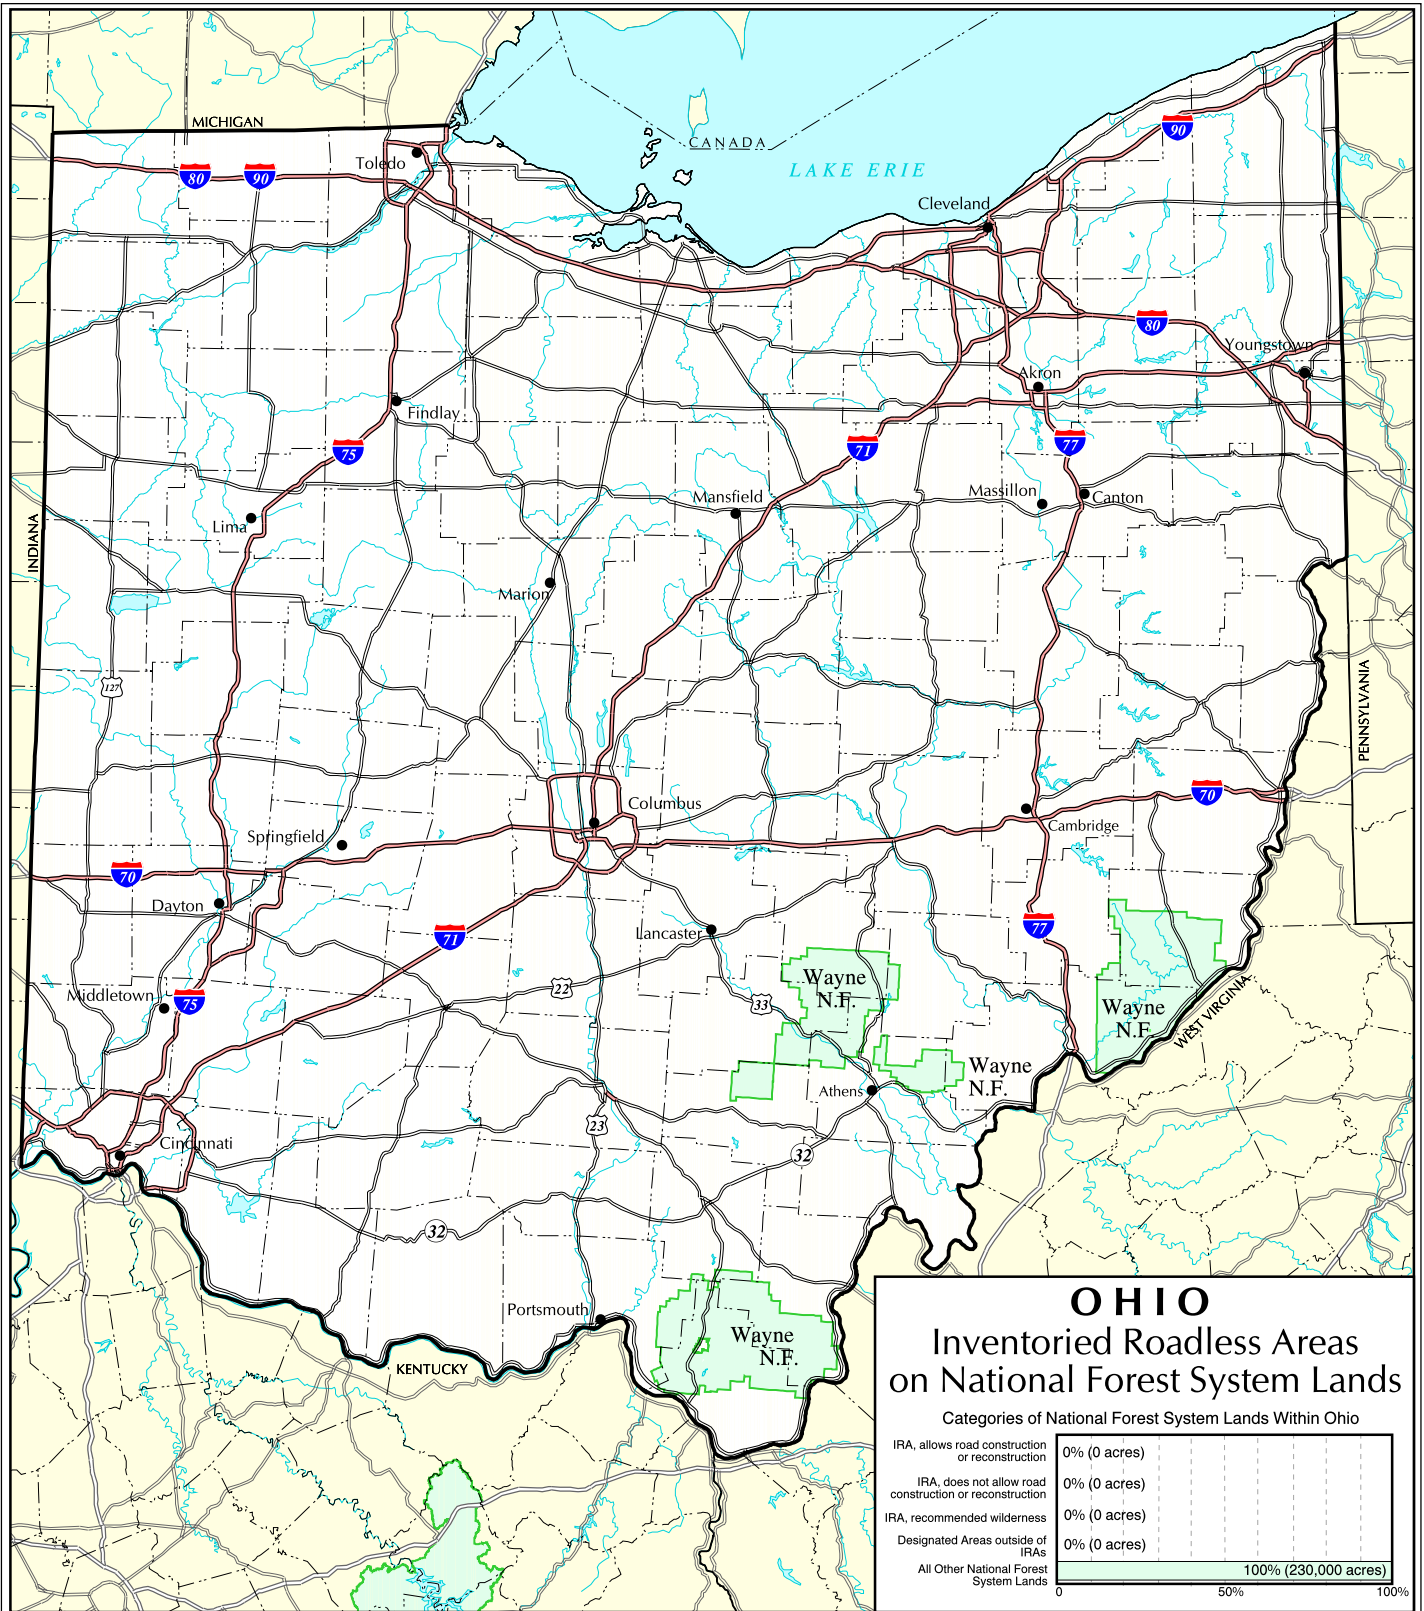 MICHIGAN
CANADA
LAKE ERIE
90
Toledo
80
90
Cleveland
80
Youngstown
Akron
Findlay
75
71
77
Mansfield
Massillon
Canton
Lima
INDIANA
Marion
127
PENNSYLVANIA
70
Columbus
Cambridge
Springfield
70
Dayton
71
Lancaster
77
Middletown
75
22
33
Wayne
N.F.
Wayne
N.F.
WEST VIRGINIA
Wayne
N.F.
Athens
23
Cincinnati
32
32
Portsmouth
Wayne
N.F.
KENTUCKY
OHIO
Inventoried Roadless Areas
on National Forest System Lands
Categories of National Forest System Lands Within Ohio
IRA, allows road construction
or reconstruction
0% (0 acres)
IRA, does not allow road
construction or reconstruction
0% (0 acres)
IRA, recommended wilderness
0% (0 acres)
Designated Areas outside of
IRAs
0% (0 acres)
All Other National Forest
System Lands
100% (230,000 acres)
0 50% 100%